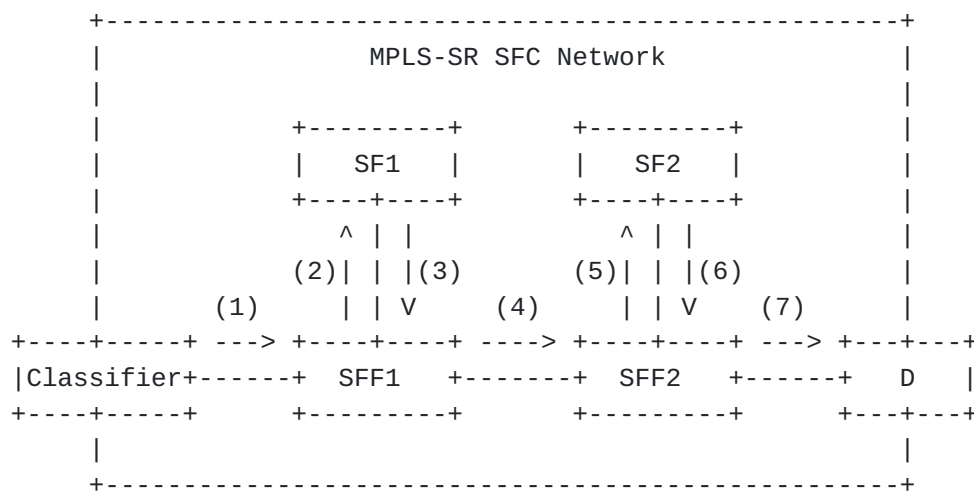 MPLS-SR SFC Network
SF1 SF2
(2) (3) (5) (6)
(1) (4) (7)
Classifier SFF1 SFF2 D